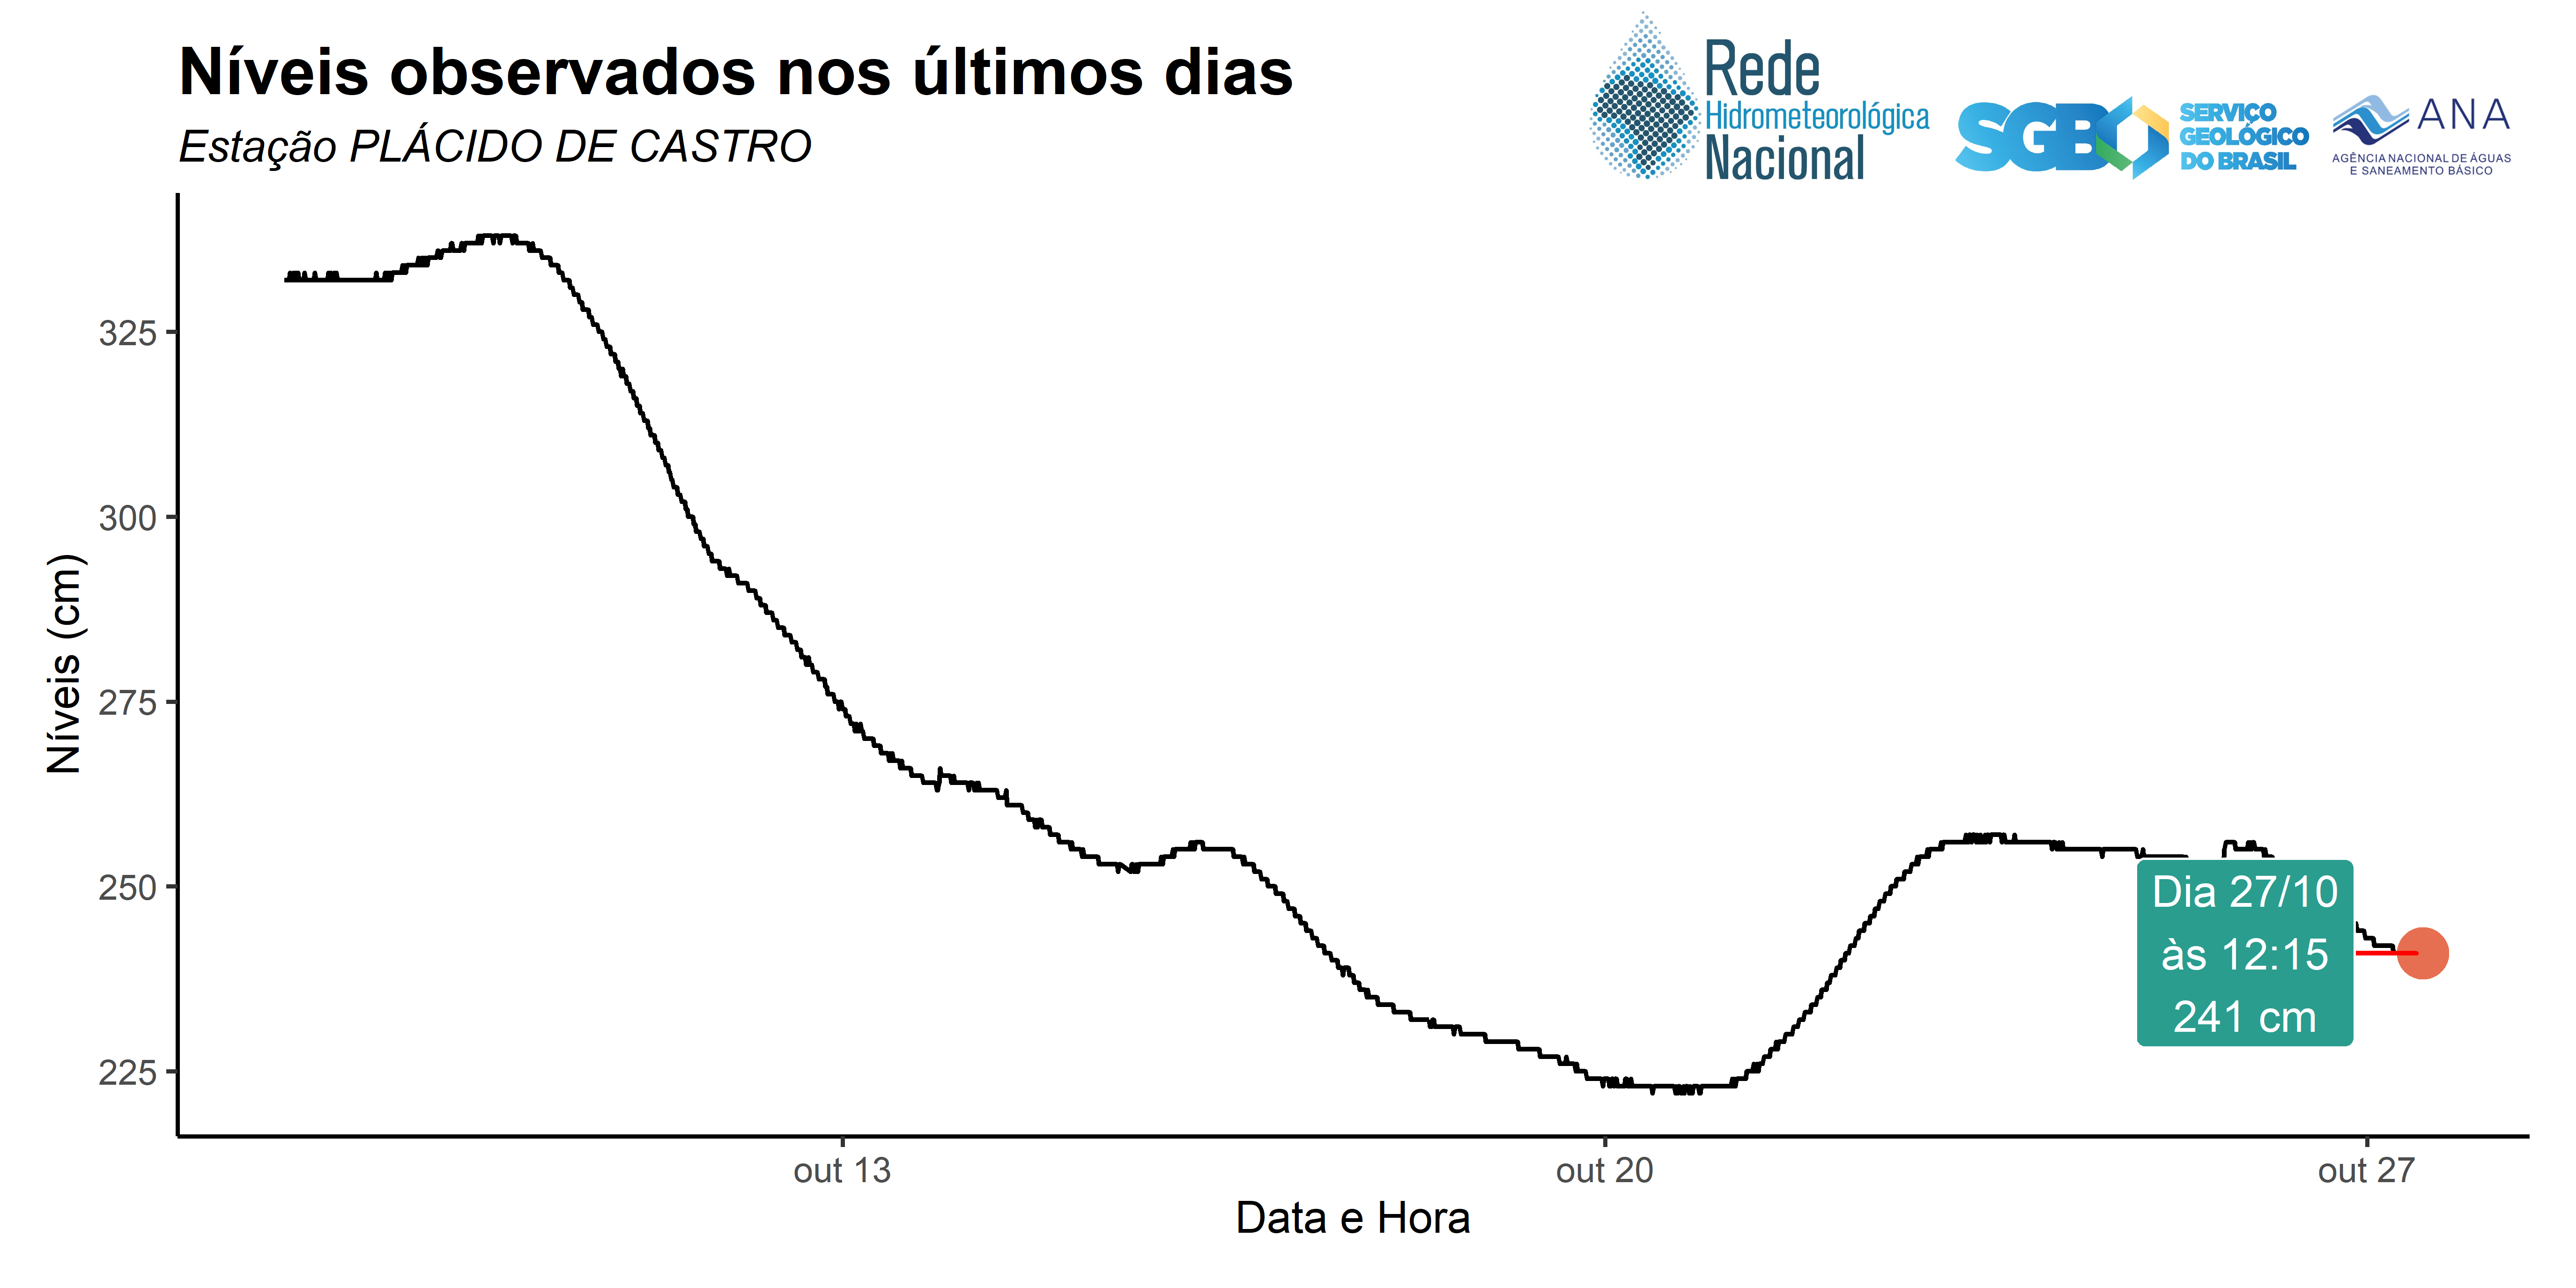 Níveis observados nos últimos dias
Estação PLÁCIDO DE CASTRO
Rede
Hidrometeorológica
Nacional
SGB
SERVIÇO
GEOLÓGICO
DO BRASIL
ANA
AGÊNCIA NACIONAL DE ÁGUAS
E SANEAMENTO BÁSICO
Níveis (cm)
325
300
275
250
225
Dia 27/10
às 12:15
241 cm
out 13
out 20
out 27
Data e Hora